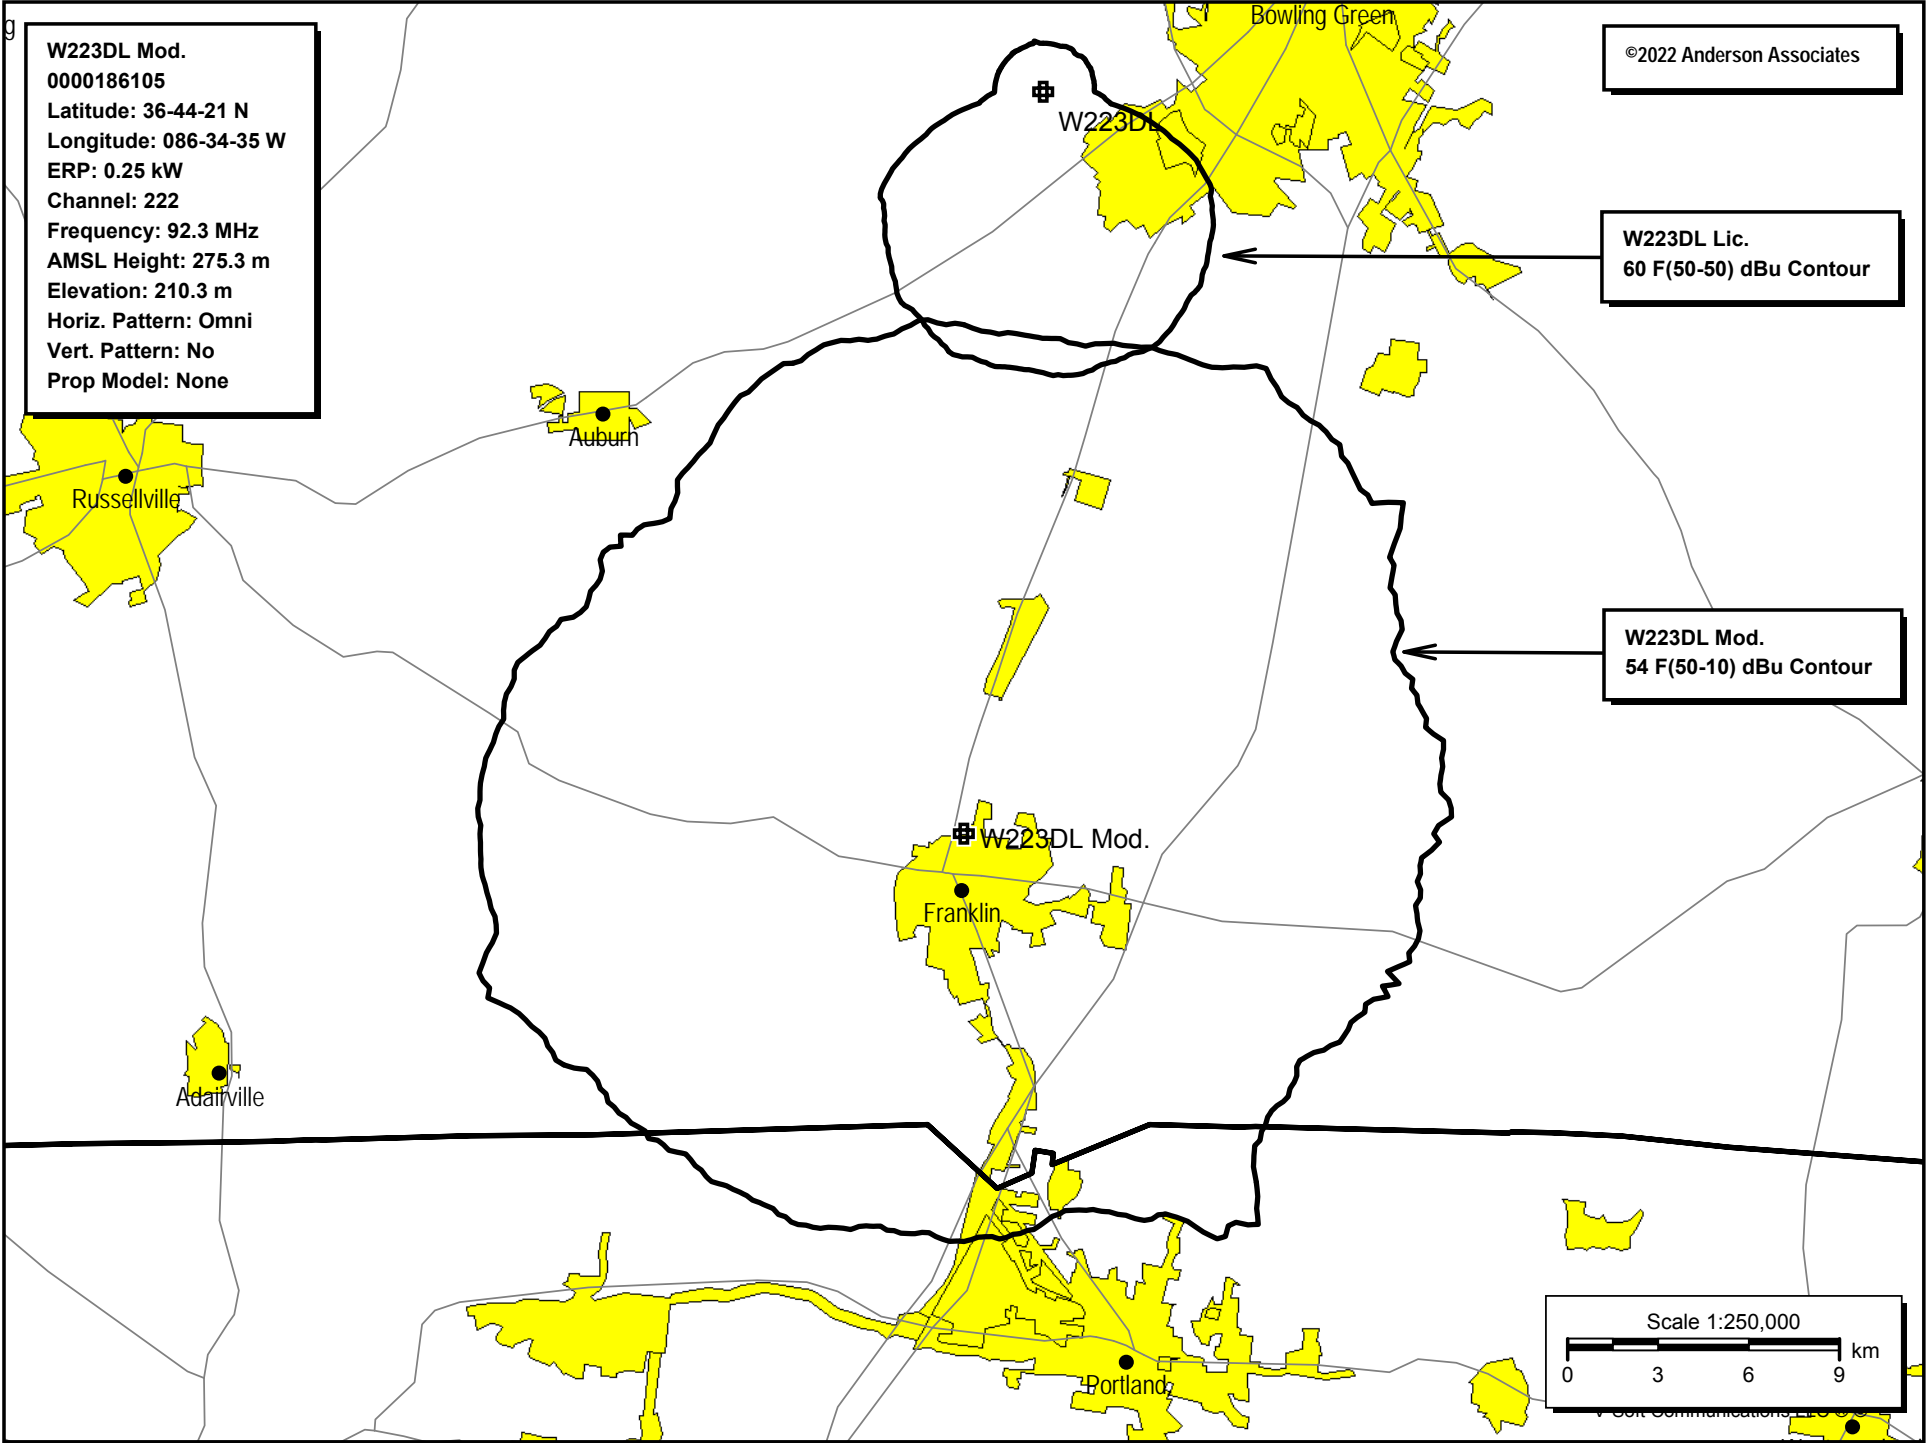 g
W223DL Mod.
0000186105
Latitude: 36-44-21 N
Longitude: 086-34-35 W
ERP: 0.25 kW
Channel: 222
Frequency: 92.3 MHz
AMSL Height: 275.3 m
Elevation: 210.3 m
Horiz. Pattern: Omni
Vert. Pattern: No
Prop Model: None
Bowling Green
©2022 Anderson Associates
W223DL
W223DL Lic.
60 F(50-50) dBu Contour
Auburn
Russellville
W223DL Mod.
54 F(50-10) dBu Contour
W223DL Mod.
Franklin
Adairville
Portland
Scale 1:250,000
km
0 3 6 9
V-Soft Communications LLC